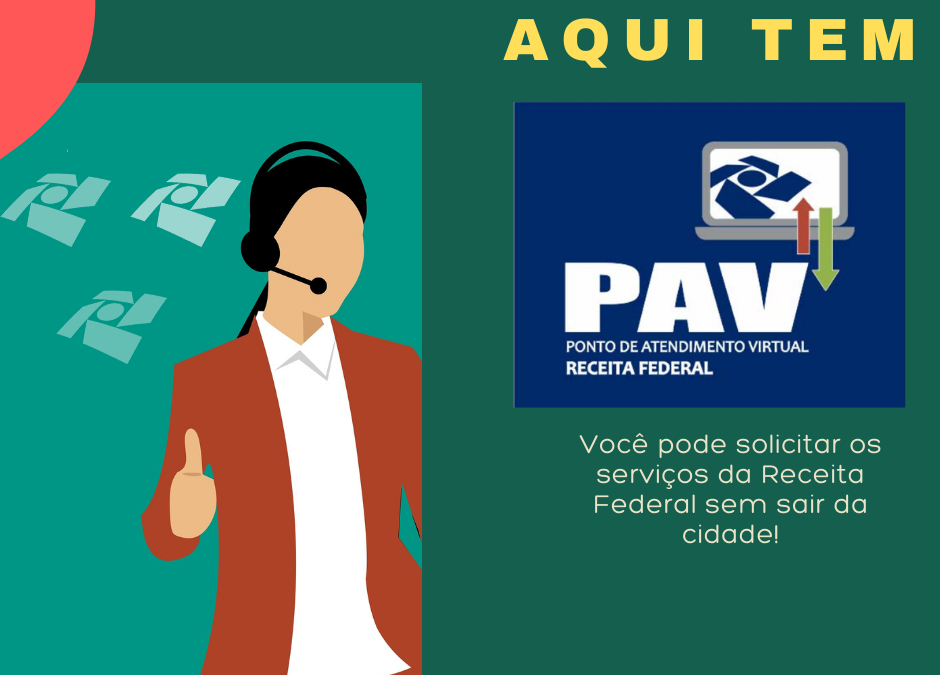 AQUI TEM
PAV
PONTO DE ATENDIMENTO VIRTUAL
RECEITA FEDERAL
Você pode solicitar os
serviços da Receita
Federal sem sair da
cidade!